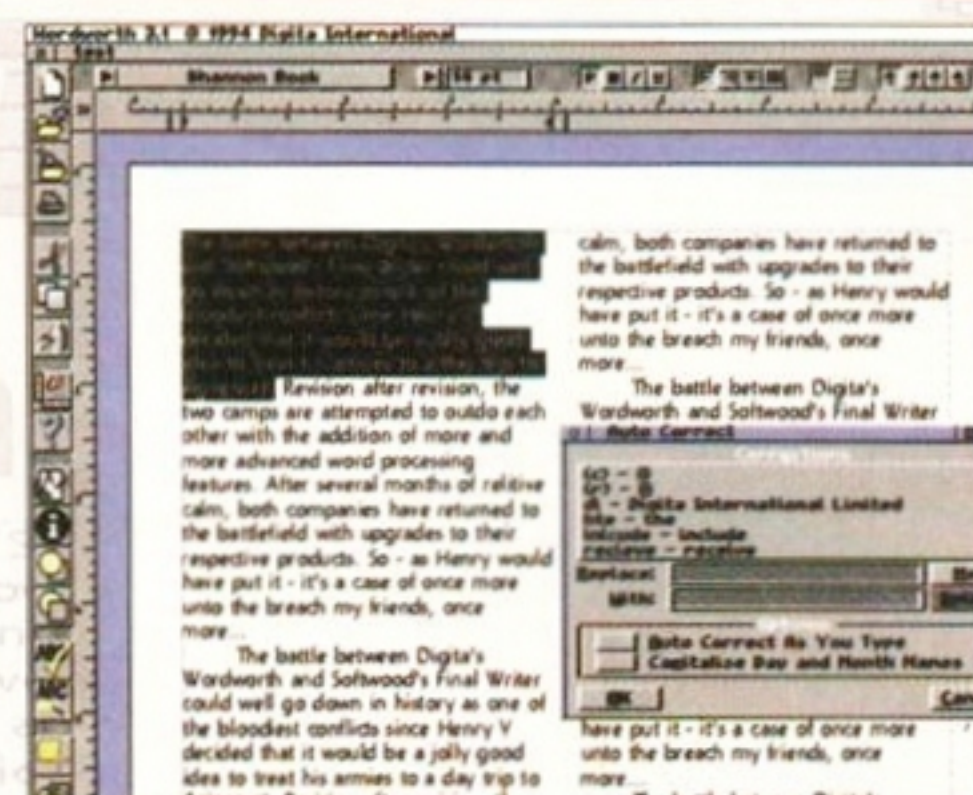 Wordworth 3.1 © 1994 Digita International
text
Shannon Book
pt
B I U
Revision after revision, the
two camps are attempted to outdo each
other with the addition of more and
more advanced word processing
features. After several months of relitive
calm, both companies have returned to
the battlefield with upgrades to their
respective products. So - as Henry would
have put it - it's a case of once more
unto the breach my friends, once
more...
The battle between Digita's
Wordworth and Softwood's Final Writer
could well go down in history as one of
the bloodiest conflicts since Henry V
decided that it would be a jolly good
idea to treat his armies to a day trip to
calm, both companies have returned to
the battlefield with upgrades to their
respective products. So - as Henry would
have put it - it's a case of once more
unto the breach my friends, once
more...
The battle between Digita's
Wordworth and Softwood's Final Writer
Auto Correct
Corrections
(c) - ©
(r) - ®
- Digita International Limited
- the
- include
recieve - receive
Replace:
With:
Options
Auto Correct As You Type
Capitalise Day and Month Names
OK
have put it - it's a case of once more
unto the breach my friends, once
more...
The battle between Digita's
ABC
ABC